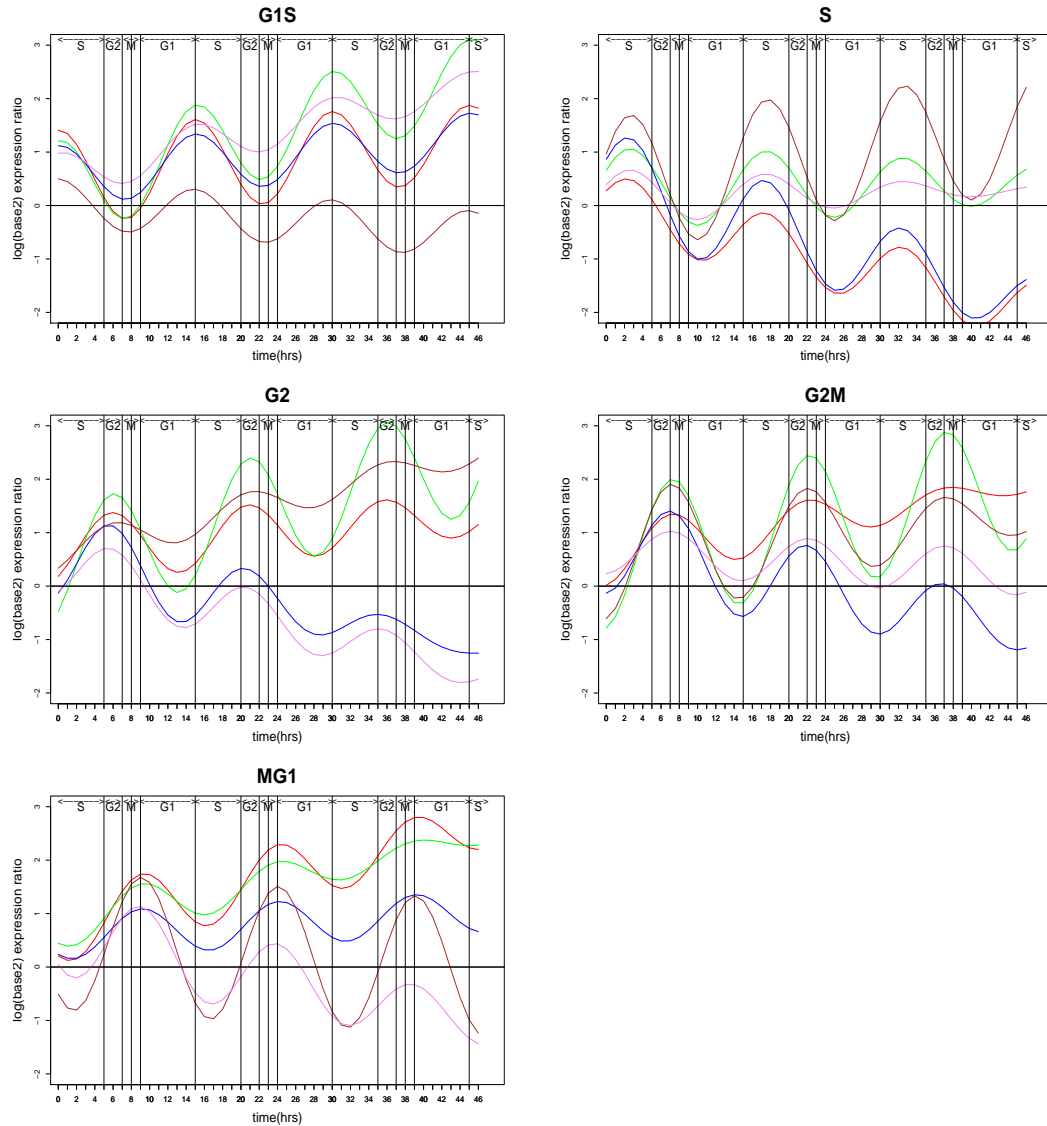 G1S
S G2 M G1 S G2 M G1 S G2 M G1 S
3
2
1
0
−1
−2
log(base2) expression ratio
0 2 4 6 8 10 12 14 16 18 20 22 24 26 28 30 32 34 36 38 40 42 44 46
time(hrs)
S
S G2 M G1 S G2 M G1 S G2 M G1 S
3
2
1
0
−1
−2
log(base2) expression ratio
0 2 4 6 8 10 12 14 16 18 20 22 24 26 28 30 32 34 36 38 40 42 44 46
time(hrs)
G2
S G2 M G1 S G2 M G1 S G2 M G1 S
3
2
1
0
−1
−2
log(base2) expression ratio
0 2 4 6 8 10 12 14 16 18 20 22 24 26 28 30 32 34 36 38 40 42 44 46
time(hrs)
G2M
S G2 M G1 S G2 M G1 S G2 M G1 S
3
2
1
0
−1
−2
log(base2) expression ratio
0 2 4 6 8 10 12 14 16 18 20 22 24 26 28 30 32 34 36 38 40 42 44 46
time(hrs)
MG1
S G2 M G1 S G2 M G1 S G2 M G1 S
3
2
1
0
−1
−2
log(base2) expression ratio
0 2 4 6 8 10 12 14 16 18 20 22 24 26 28 30 32 34 36 38 40 42 44 46
time(hrs)